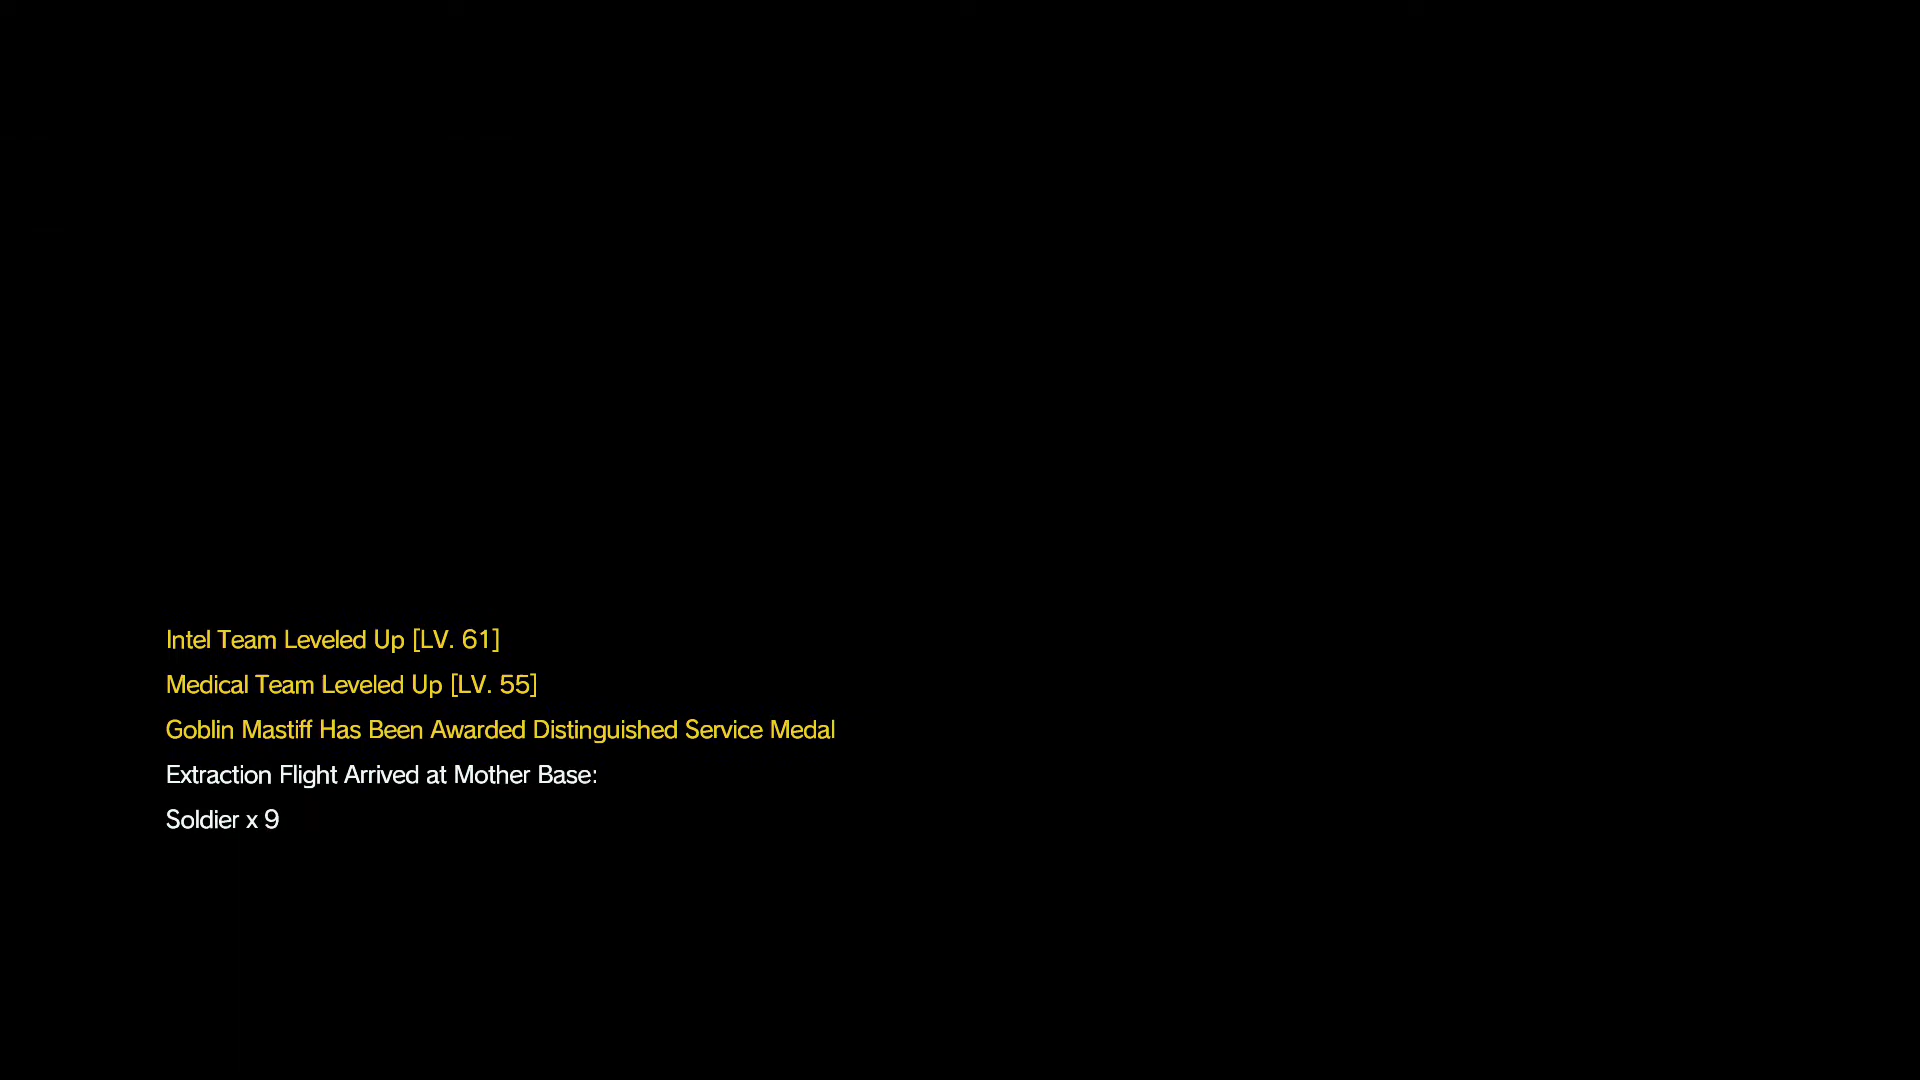 Intel Team Leveled Up [LV. 61]
Medical Team Leveled Up [LV. 55]
Goblin Mastiff Has Been Awarded Distinguished Service Medal
Extraction Flight Arrived at Mother Base:
Soldier x 9